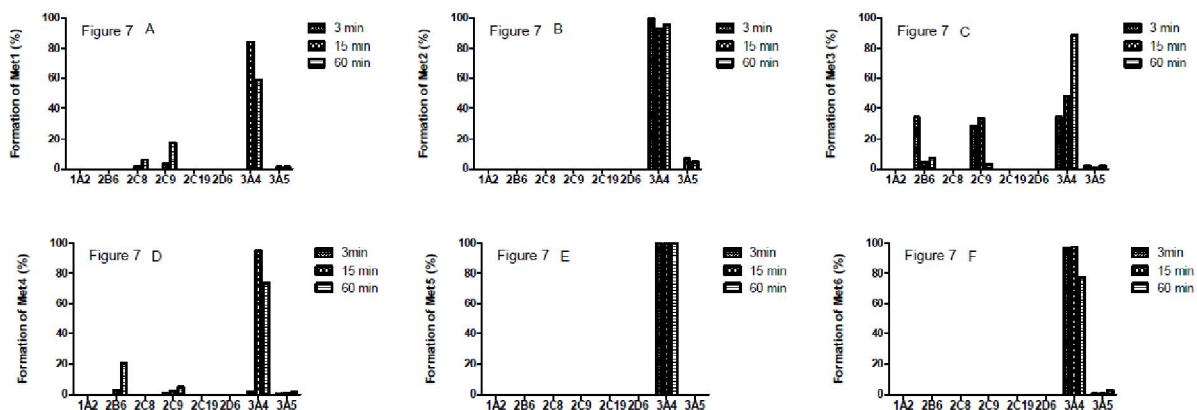 Figure 7 A
Formation of Met1 (%)
100
80
60
40
20
0
1A2 2B6 2C8 2C9 2C19 2D6 3A4 3A5
3 min
15 min
60 min
Figure 7 B
Formation of Met2 (%)
100
80
60
40
20
0
1A2 2B6 2C8 2C9 2C19 2D6 3A4 3A5
3 min
15 min
60 min
Figure 7 C
Formation of Met3 (%)
100
80
60
40
20
0
1A2 2B6 2C8 2C9 2C19 2D6 3A4 3A5
3 min
15 min
60 min
Figure 7 D
Formation of Met4 (%)
100
80
60
40
20
0
1A2 2B6 2C8 2C9 2C19 2D6 3A4 3A5
3min
15 min
60 min
Figure 7 E
Formation of Met5 (%)
100
80
60
40
20
0
1A2 2B6 2C8 2C9 2C19 2D6 3A4 3A5
3min
15 min
60 min
Figure 7 F
Formation of Met6 (%)
100
80
60
40
20
0
1A2 2B6 2C8 2C9 2C19 2D6 3A4 3A5
3min
15 min
60 min